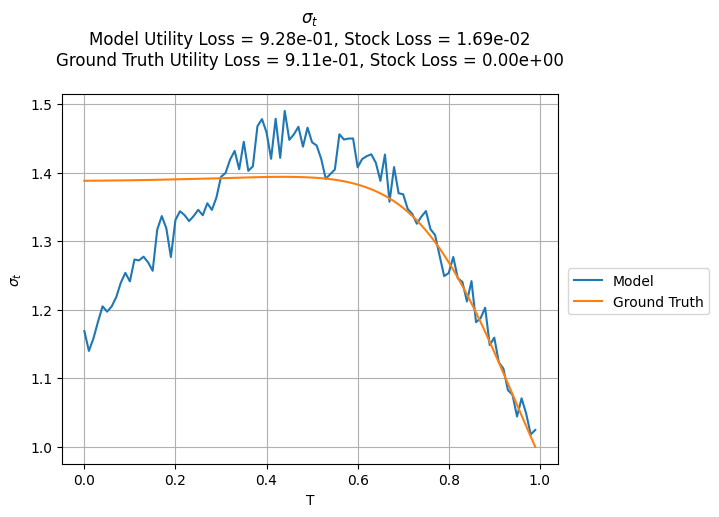 σₜ
Model Utility Loss = 9.28e-01, Stock Loss = 1.69e-02
Ground Truth Utility Loss = 9.11e-01, Stock Loss = 0.00e+00
1.5
1.4
1.3
1.2
1.1
1.0
σₜ
0.0 0.2 0.4 0.6 0.8 1.0
T
Model
Ground Truth